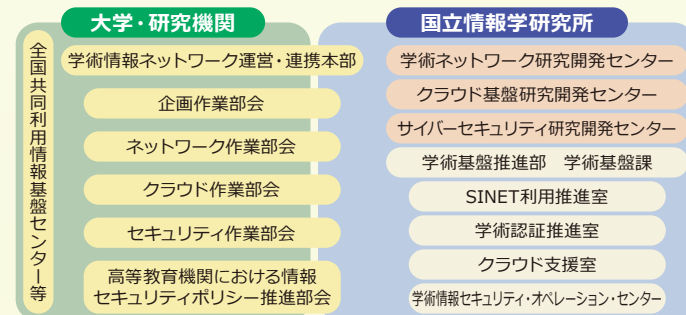 大学・研究機関
全国共同利用情報基盤センター等
学術情報ネットワーク運営・連携本部
企画作業部会
ネットワーク作業部会
クラウド作業部会
セキュリティ作業部会
高等教育機関における情報
セキュリティポリシー推進部会
国立情報学研究所
学術ネットワーク研究開発センター
クラウド基盤研究開発センター
サイバーセキュリティ研究開発センター
学術基盤推進部　学術基盤課
SINET利用推進室
学術認証推進室
クラウド支援室
学術情報セキュリティ・オペレーション・センター